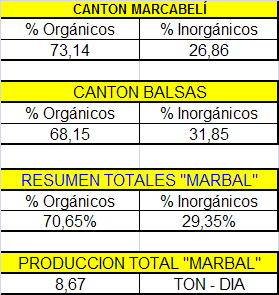 CANTON MARCABELÍ
% Orgánicos % Inorgánicos
73,14 26,86
CANTON BALSAS
% Orgánicos % Inorgánicos
68,15 31,85
RESUMEN TOTALES "MARBAL"
% Orgánicos % Inorgánicos
70,65% 29,35%
PRODUCCION TOTAL "MARBAL"
8,67 TON - DIA